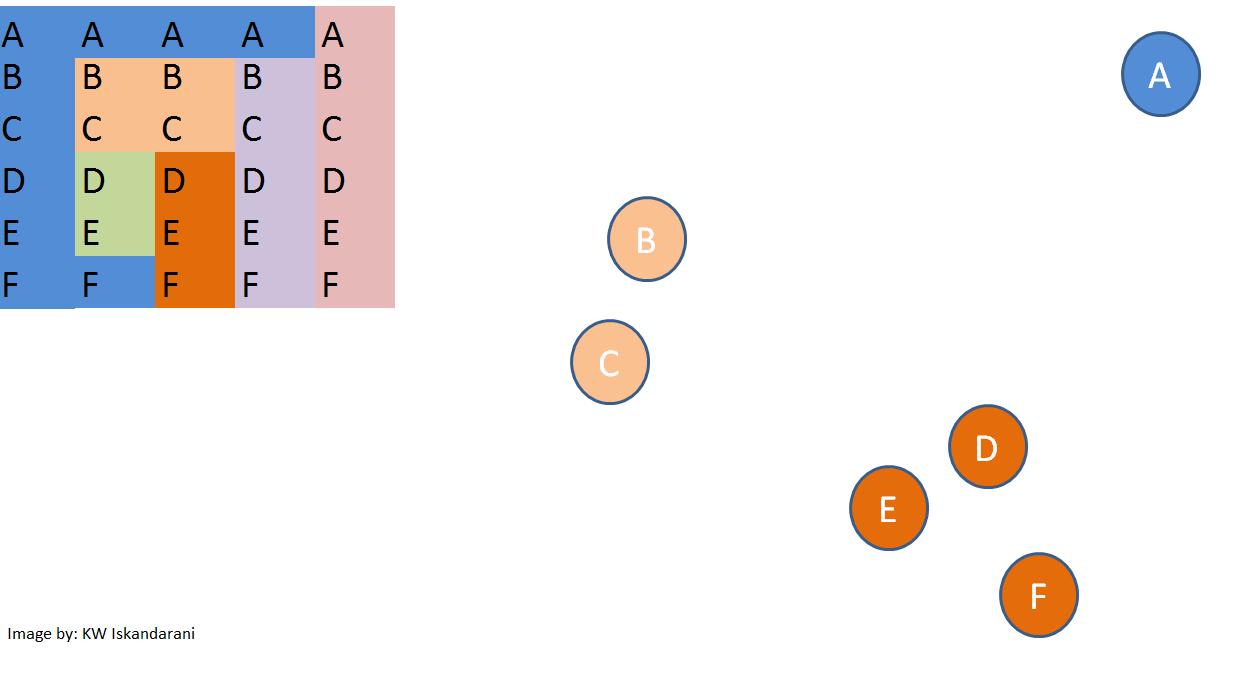 A A A A A
B B B B B
C C C C C
D D D D D
E E E E E
F F F F F
A
B
C
D
E
F
Image by: KW Iskandarani